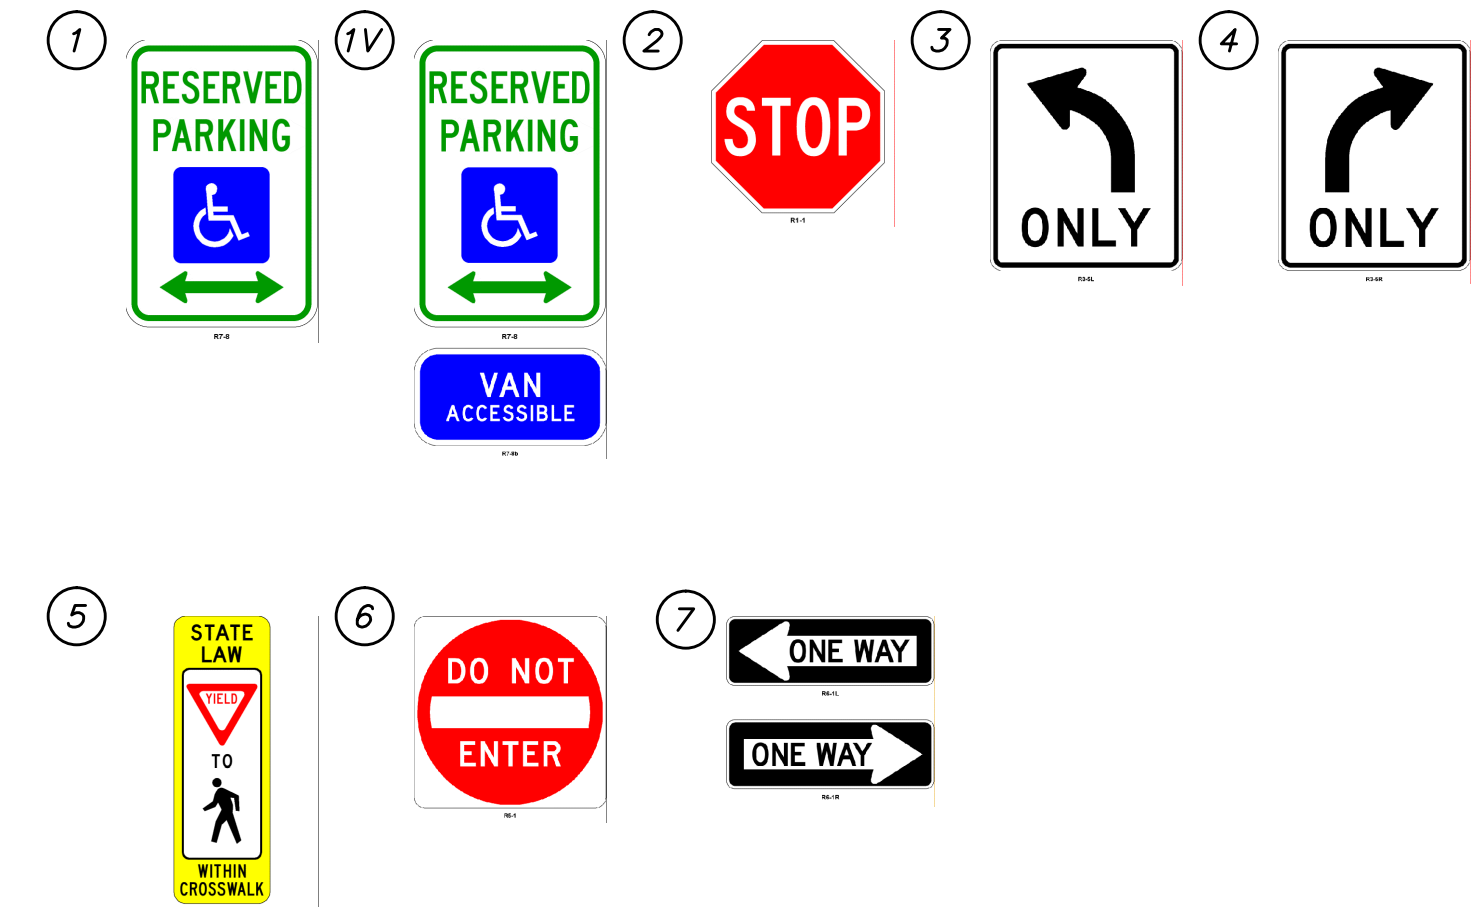 1
RESERVED
PARKING
R7-8
1V
RESERVED
PARKING
R7-8
VAN
ACCESSIBLE
R7-8b
2
STOP
R1-1
3
ONLY
R3-5L
4
ONLY
R3-5R
5
STATE
LAW
YIELD
TO
WITHIN
CROSSWALK
6
DO NOT
ENTER
R5-1
7
ONE WAY
R6-1L
ONE WAY
R6-1R